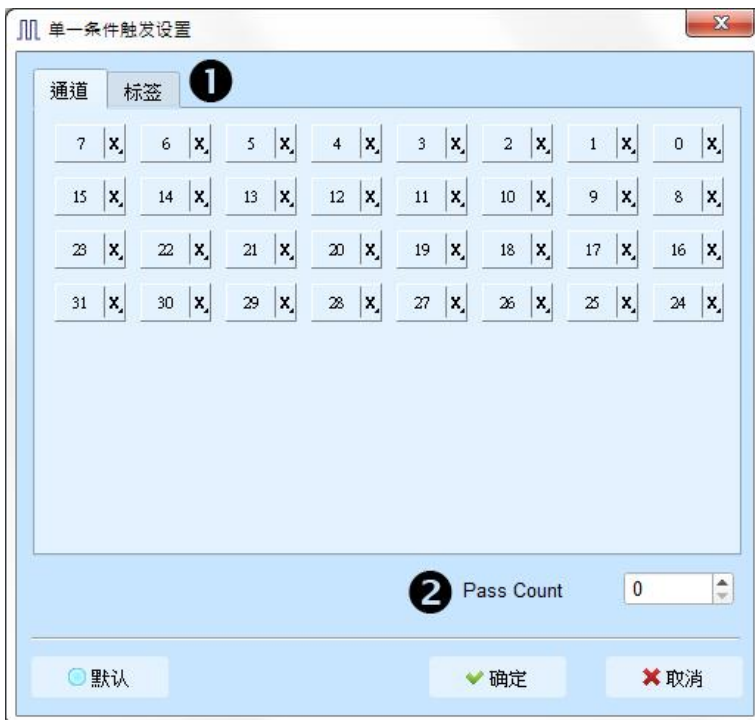 单一条件触发设置
通道 标签 1
7 X 6 X 5 X 4 X 3 X 2 X 1 X 0 X
15 X 14 X 13 X 12 X 11 X 10 X 9 X 8 X
23 X 22 X 21 X 20 X 19 X 18 X 17 X 16 X
31 X 30 X 29 X 28 X 27 X 26 X 25 X 24 X
2 Pass Count 0
默认 确定 取消